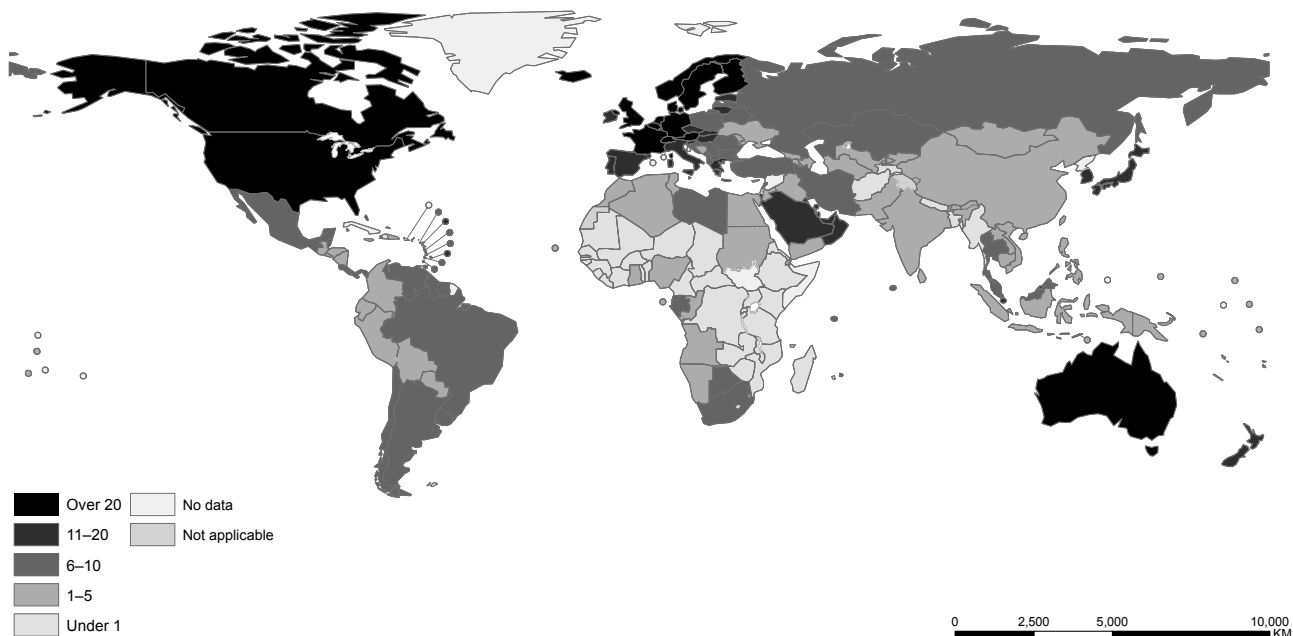 Over 20
No data
11–20
Not applicable
6–10
1–5
Under 1
0 2,500 5,000 10,000
KM